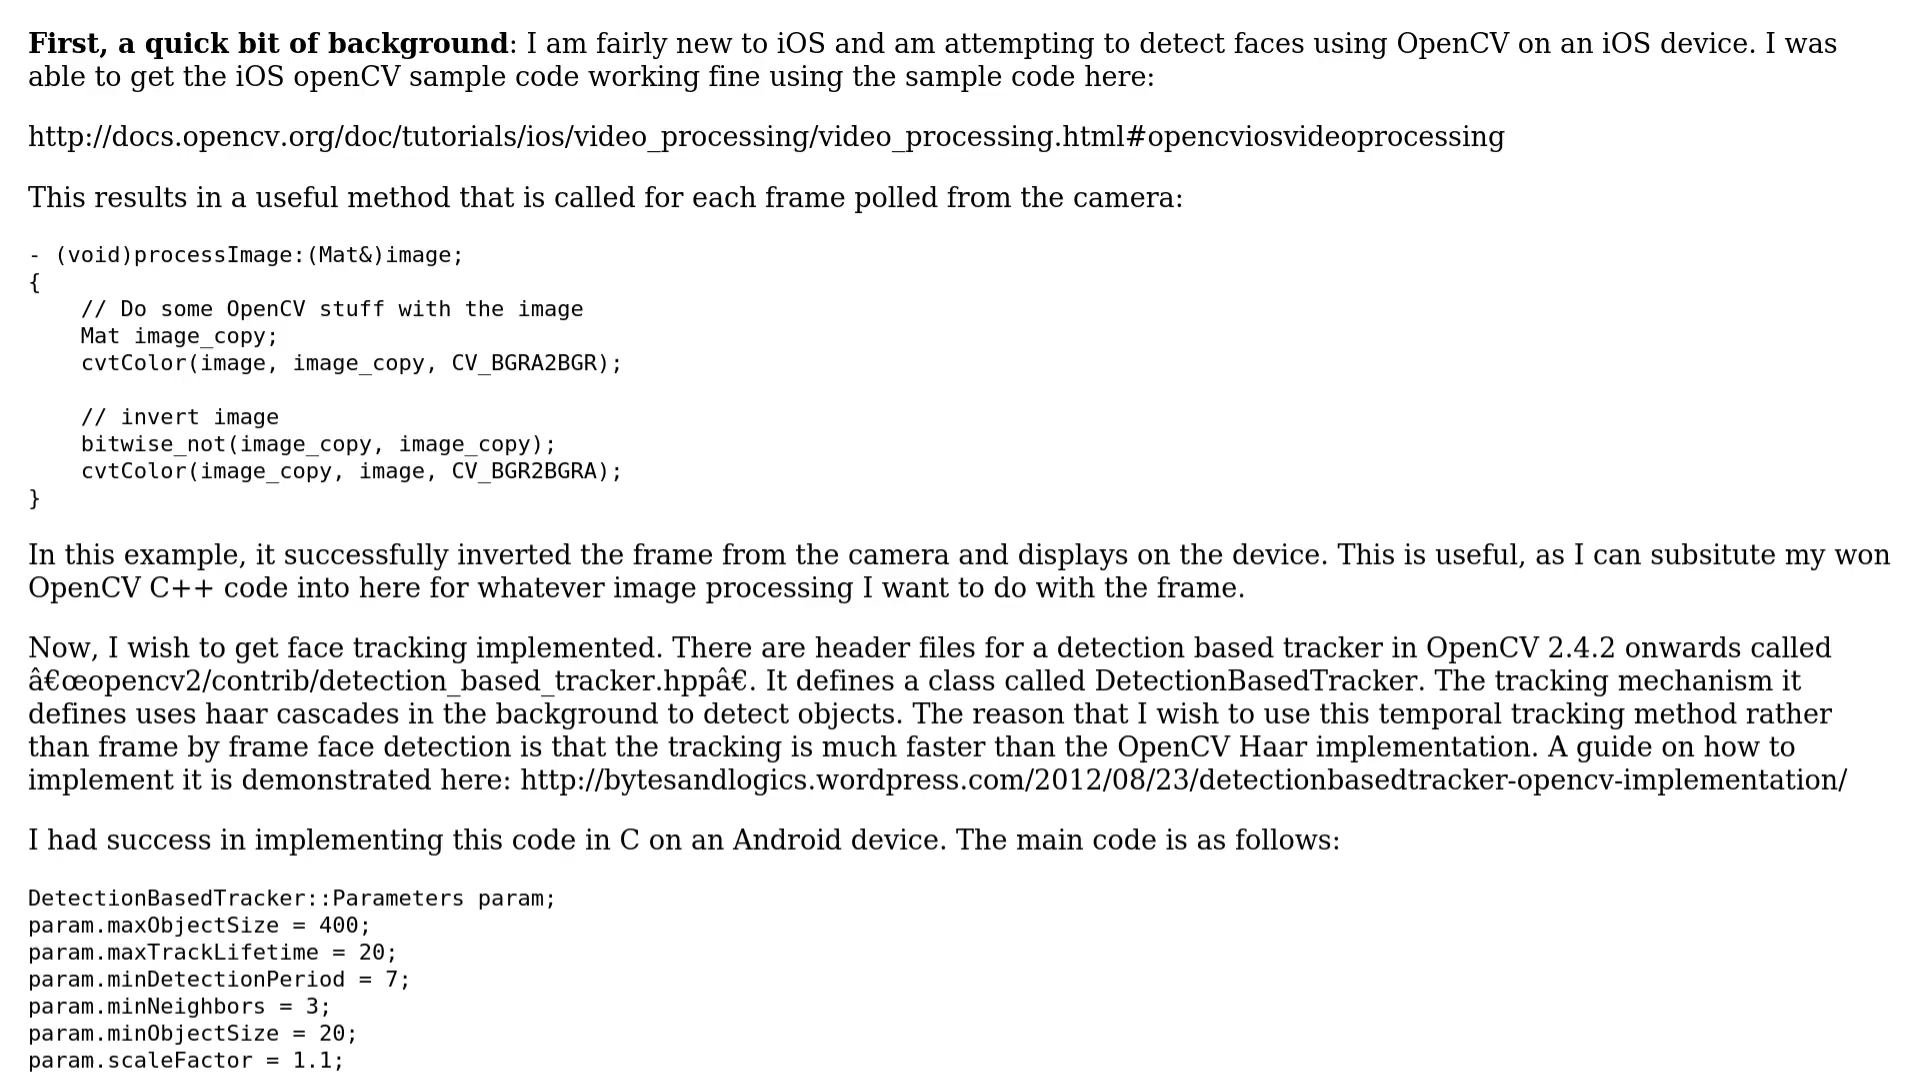 First, a quick bit of background: I am fairly new to iOS and am attempting to detect faces using OpenCV on an iOS device. I was
able to get the iOS openCV sample code working fine using the sample code here:
http://docs.opencv.org/doc/tutorials/ios/video_processing/video_processing.html#opencviosvideoprocessing
This results in a useful method that is called for each frame polled from the camera:
- (void)processImage:(Mat&)image;
{
    // Do some OpenCV stuff with the image
    Mat image_copy;
    cvtColor(image, image_copy, CV_BGRA2BGR);
    // invert image
    bitwise_not(image_copy, image_copy);
    cvtColor(image_copy, image, CV_BGR2BGRA);
}
In this example, it successfully inverted the frame from the camera and displays on the device. This is useful, as I can subsitute my won
OpenCV C++ code into here for whatever image processing I want to do with the frame.
Now, I wish to get face tracking implemented. There are header files for a detection based tracker in OpenCV 2.4.2 onwards called
â€œopencv2/contrib/detection_based_tracker.hppâ€. It defines a class called DetectionBasedTracker. The tracking mechanism it
defines uses haar cascades in the background to detect objects. The reason that I wish to use this temporal tracking method rather
than frame by frame face detection is that the tracking is much faster than the OpenCV Haar implementation. A guide on how to
implement it is demonstrated here: http://bytesandlogics.wordpress.com/2012/08/23/detectionbasedtracker-opencv-implementation/
I had success in implementing this code in C on an Android device. The main code is as follows:
DetectionBasedTracker::Parameters param;
param.maxObjectSize = 400;
param.maxTrackLifetime = 20;
param.minDetectionPeriod = 7;
param.minNeighbors = 3;
param.minObjectSize = 20;
param.scaleFactor = 1.1;